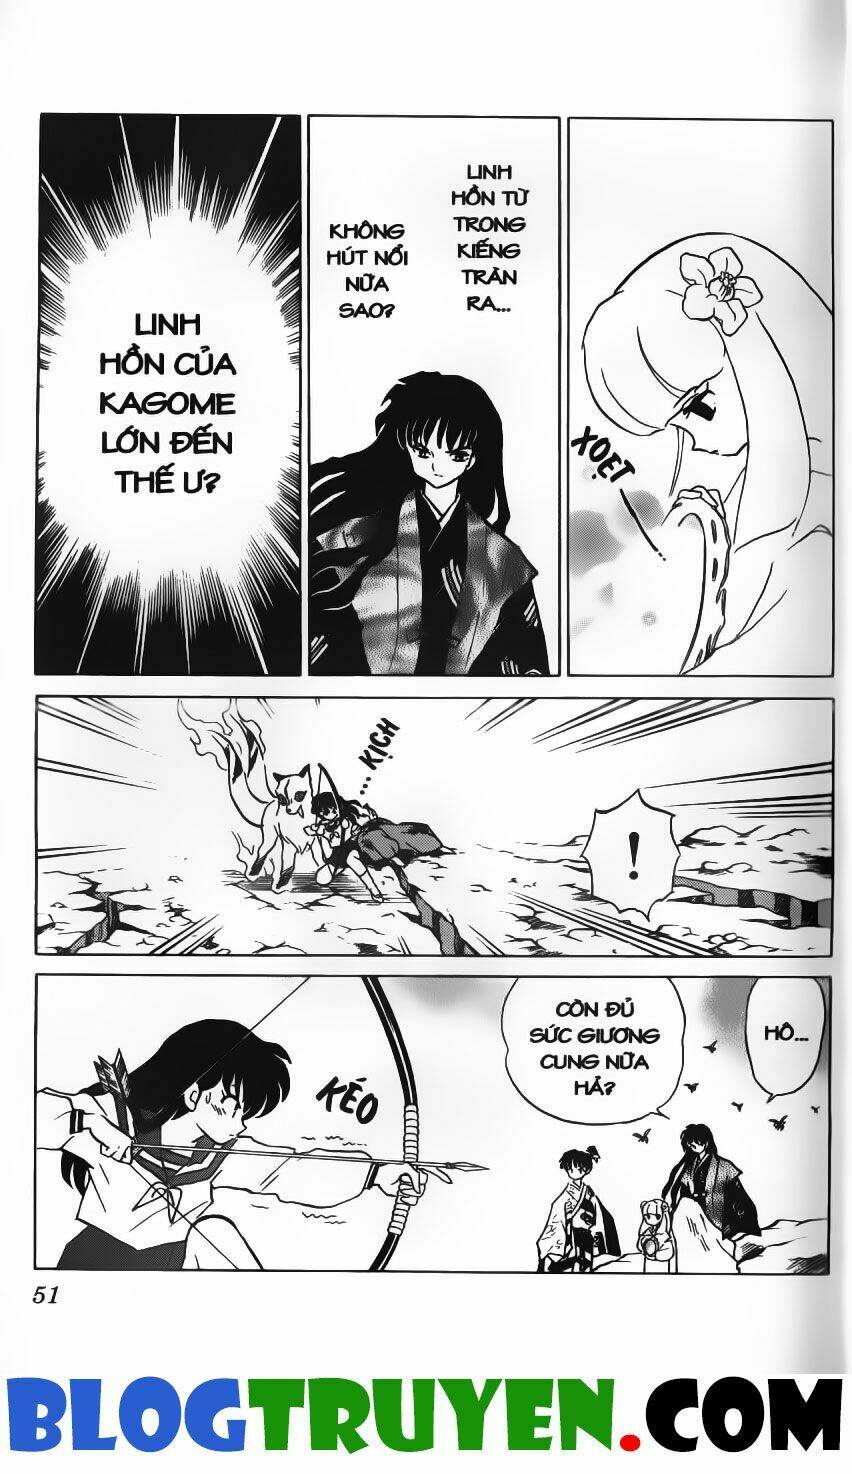 XOẸT
LINH
HỒN TỪ
TRONG
KIẾNG
TRÀN
RA...
KHÔNG
HÚT NỔI
NỮA
SAO?
LINH
HỒN CỦA
KAGOME
LỚN ĐẾN
THẾ Ư?
... KỊCH
!
HÔ...
CÒN ĐỦ
SỨC GIƯƠNG
CUNG NỮA
HẢ?
KÉO
51
BLOGTRUYEN.COM